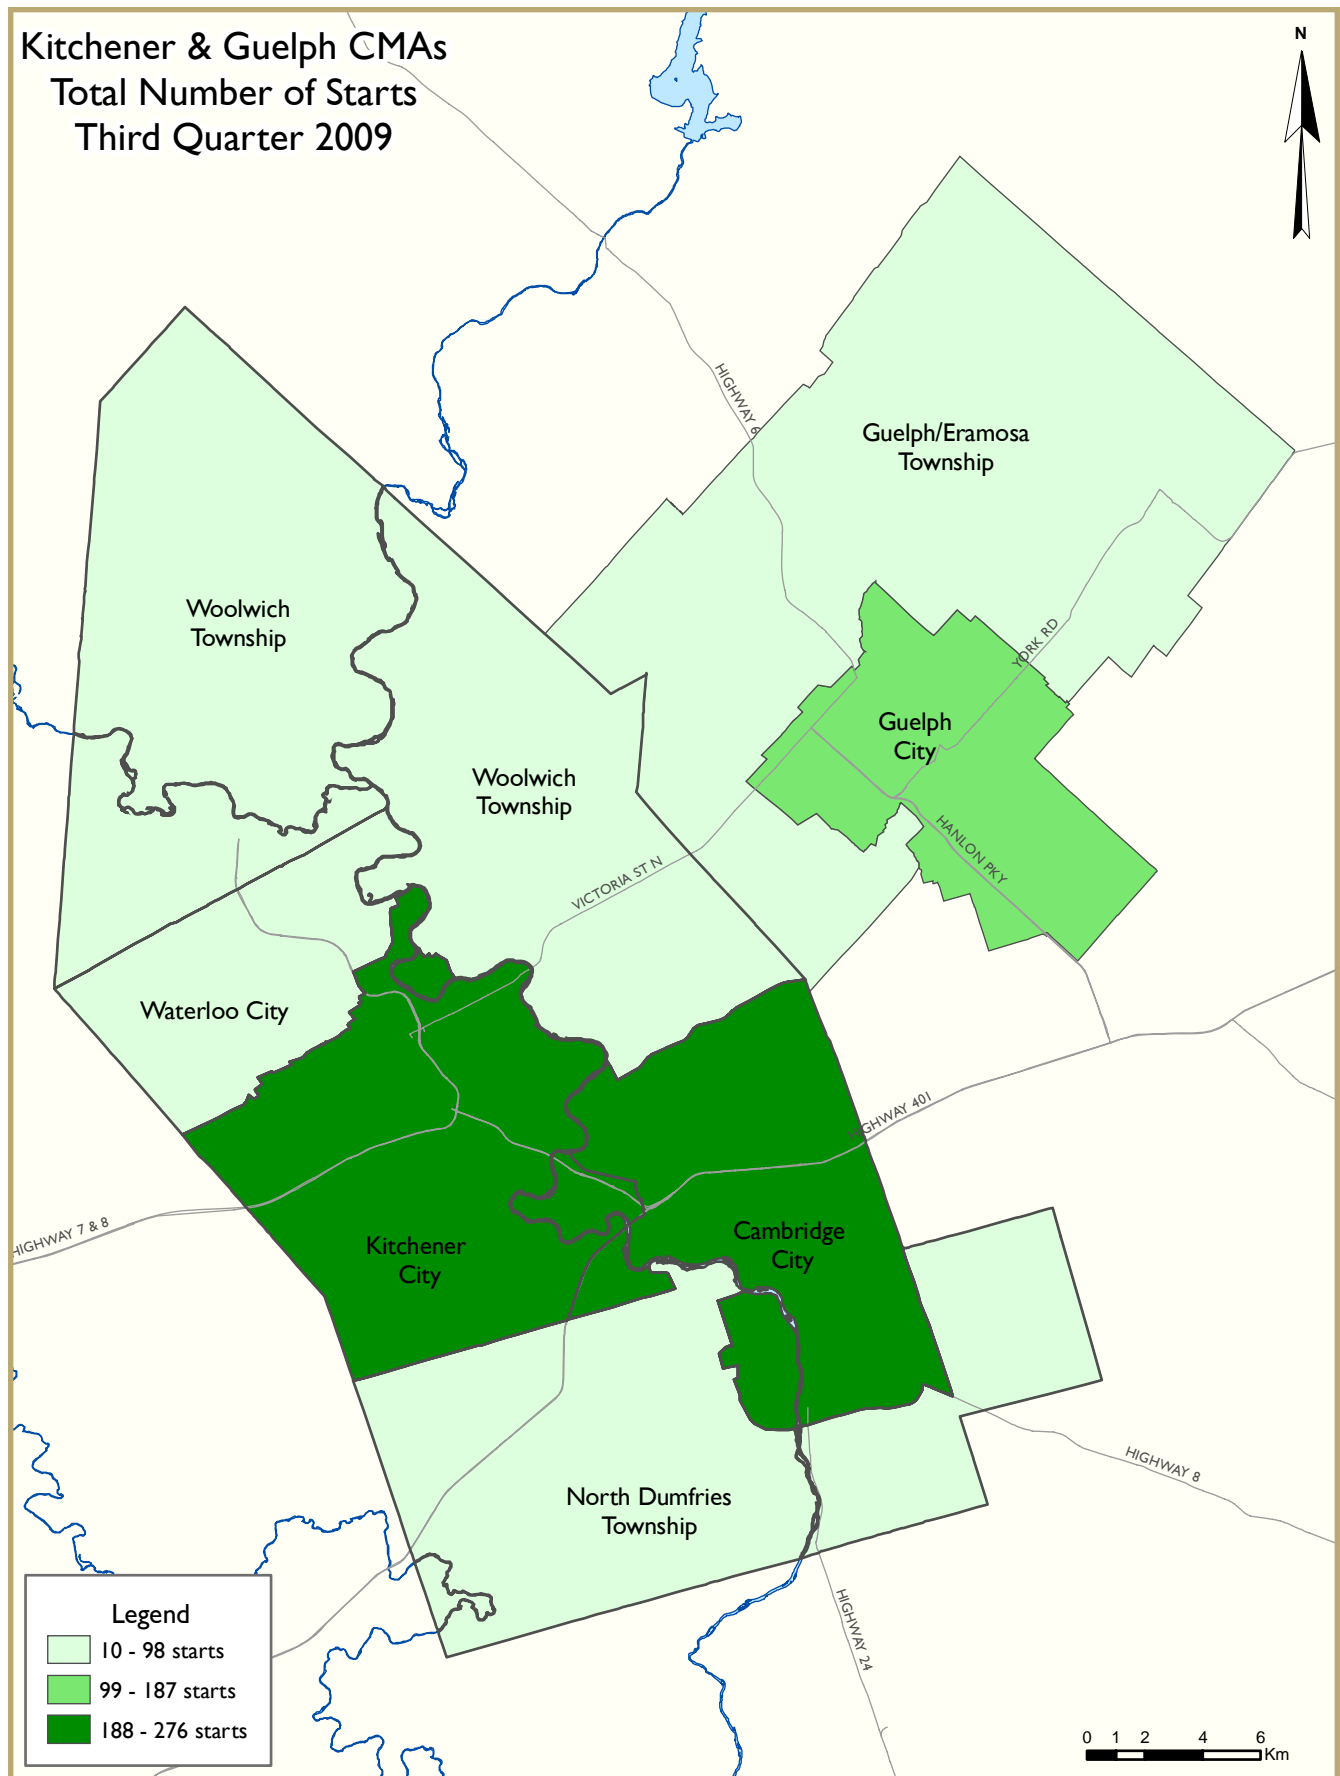 Kitchener & Guelph CMAs
Total Number of Starts
Third Quarter 2009
N
HIGHWAY 6
Guelph/Eramosa
Township
Woolwich
Township
YORK RD
Guelph
City
Woolwich
Township
HANLON PKY
VICTORIA ST N
Waterloo City
HIGHWAY 401
HIGHWAY 7 & 8
Kitchener
City
Cambridge
City
HIGHWAY 8
North Dumfries
Township
HIGHWAY 24
Legend
10 - 98 starts
99 - 187 starts
188 - 276 starts
0 1 2 4 6
Km